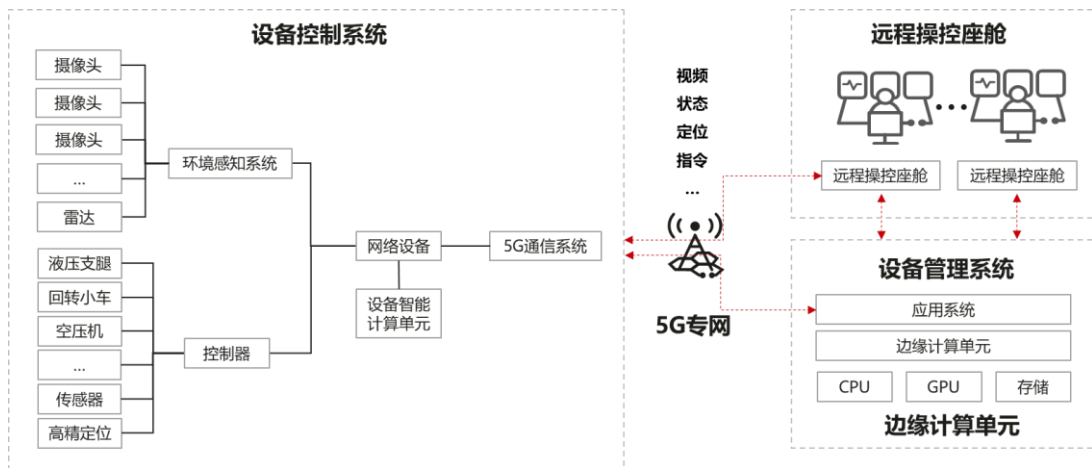 设备控制系统
摄像头
摄像头
摄像头
...
雷达
环境感知系统
液压支腿
回转小车
空压机
...
传感器
高精定位
控制器
网络设备
设备智能
计算单元
5G通信系统
视频
状态
定位
指令
...
5G专网
远程操控座舱
...
远程操控座舱
远程操控座舱
设备管理系统
应用系统
边缘计算单元
CPU
GPU
存储
边缘计算单元